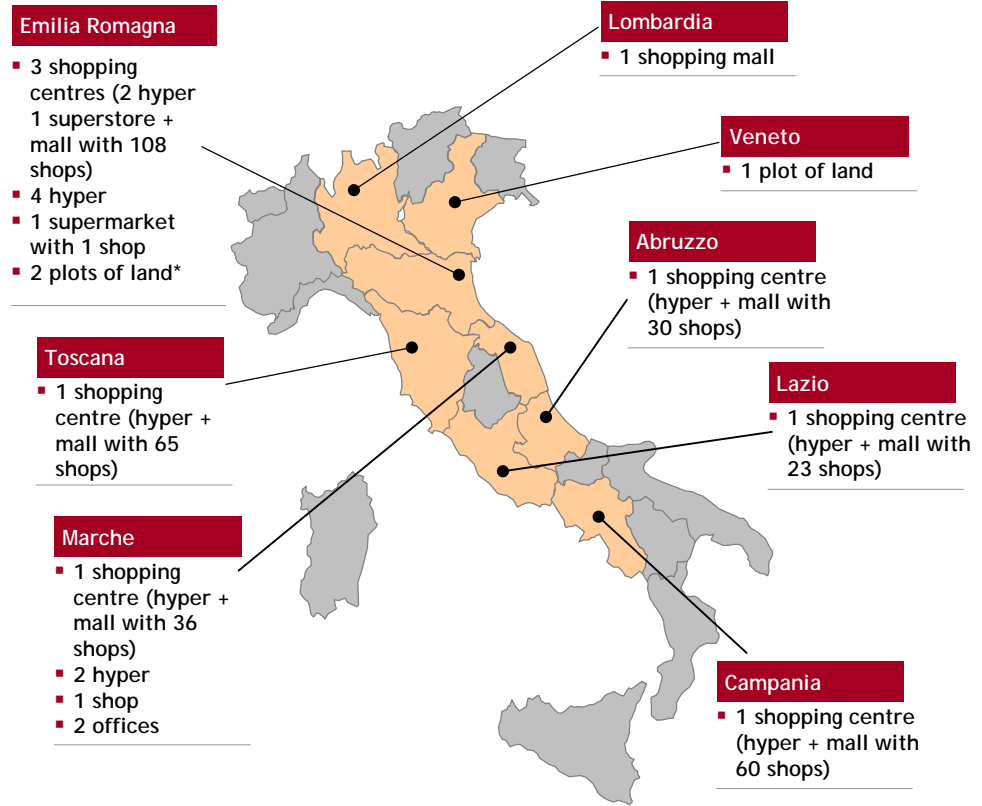 Emilia Romagna
▪ 3 shopping
centres (2 hyper
1 superstore +
mall with 108
shops)
▪ 4 hyper
▪ 1 supermarket
with 1 shop
▪ 2 plots of land*
Lombardia
▪ 1 shopping mall
Veneto
▪ 1 plot of land
Abruzzo
▪ 1 shopping centre
(hyper + mall with
30 shops)
Toscana
▪ 1 shopping
centre (hyper +
mall with 65
shops)
Lazio
▪ 1 shopping centre
(hyper + mall with
23 shops)
Marche
▪ 1 shopping
centre (hyper +
mall with 36
shops)
▪ 2 hyper
▪ 1 shop
▪ 2 offices
Campania
▪ 1 shopping centre
(hyper + mall with
60 shops)